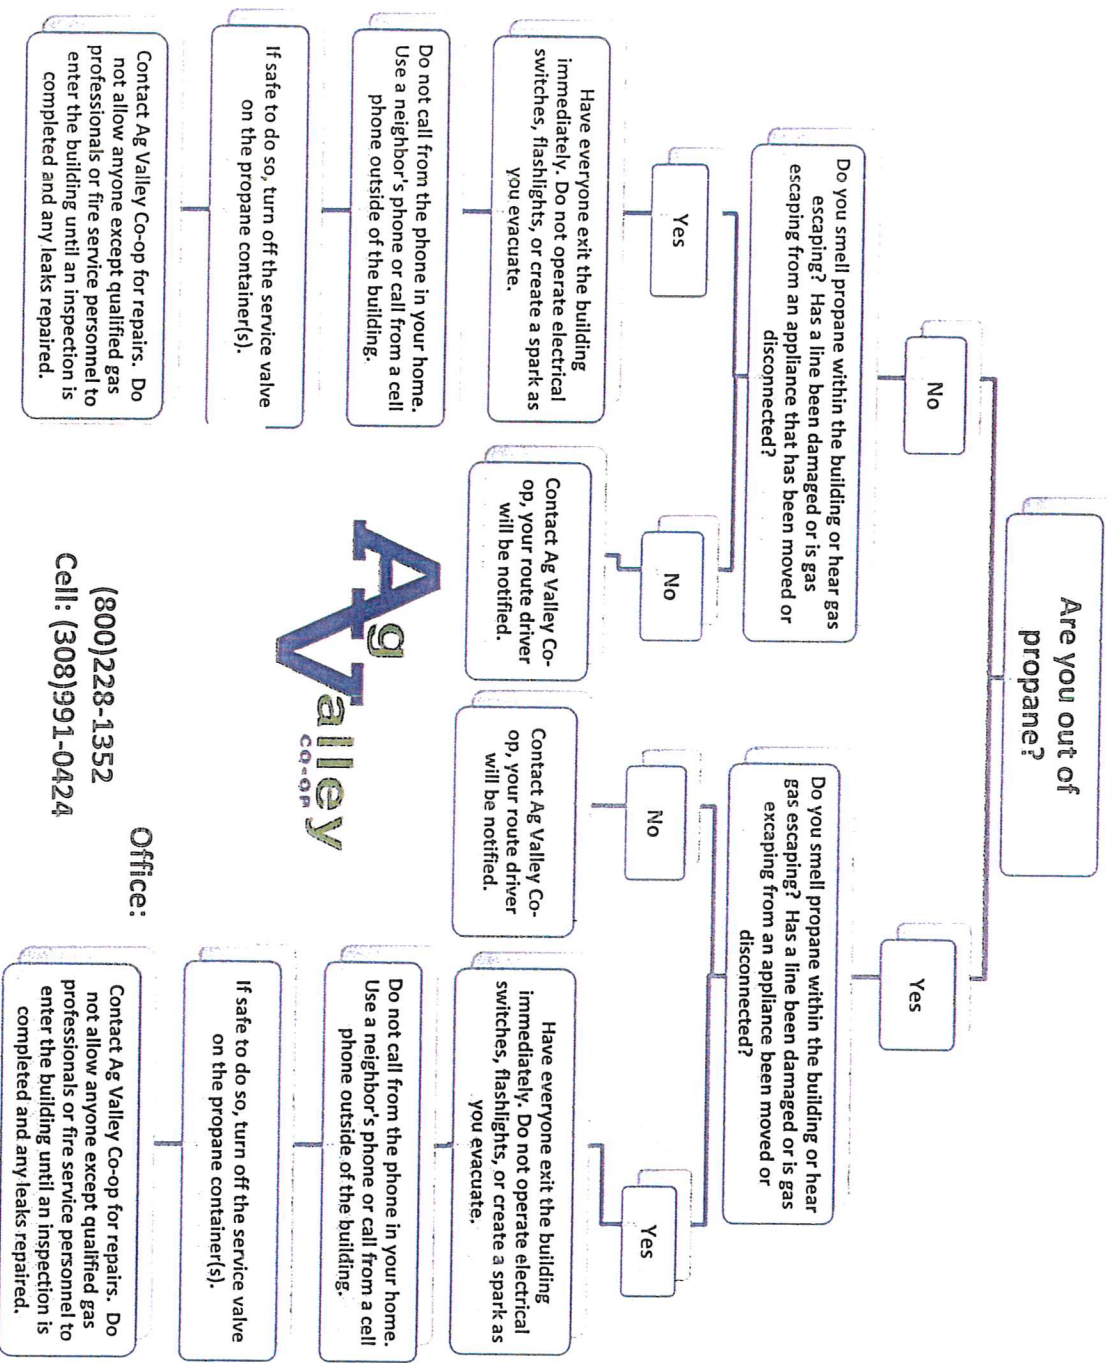 Are you out of
propane?
No
Do you smell propane within the building or hear gas
escaping? Has a line been damaged or is gas
escaping from an appliance that has been moved or
disconnected?
Yes
Have everyone exit the building
immediately. Do not operate electrical
switches, flashlights, or create a spark as
you evacuate.
Do not call from the phone in your home.
Use a neighbor's phone or call from a cell
phone outside of the building.
If safe to do so, turn off the service valve
on the propane container(s).
Contact Ag Valley Co-op for repairs. Do
not allow anyone except qualified gas
professionals or fire service personnel to
enter the building until an inspection is
completed and any leaks repaired.
No
Contact Ag Valley Co-
op, your route driver
will be notified.
Yes
Do you smell propane within the building or hear
gas escaping? Has a line been damaged or is gas
excaping from an appliance been moved or
disconnected?
No
Contact Ag Valley Co-
op, your route driver
will be notified.
Yes
Have everyone exit the building
immediately. Do not operate electrical
switches, flashlights, or create a spark as
you evacuate.
Do not call from the phone in your home.
Use a neighbor's phone or call from a cell
phone outside of the building.
If safe to do so, turn off the service valve
on the propane container(s).
Contact Ag Valley Co-op for repairs. Do
not allow anyone except qualified gas
professionals or fire service personnel to
enter the building until an inspection is
completed and any leaks repaired.
Ag Valley
CO-OP
Office:
(800)228-1352
Cell: (308)991-0424